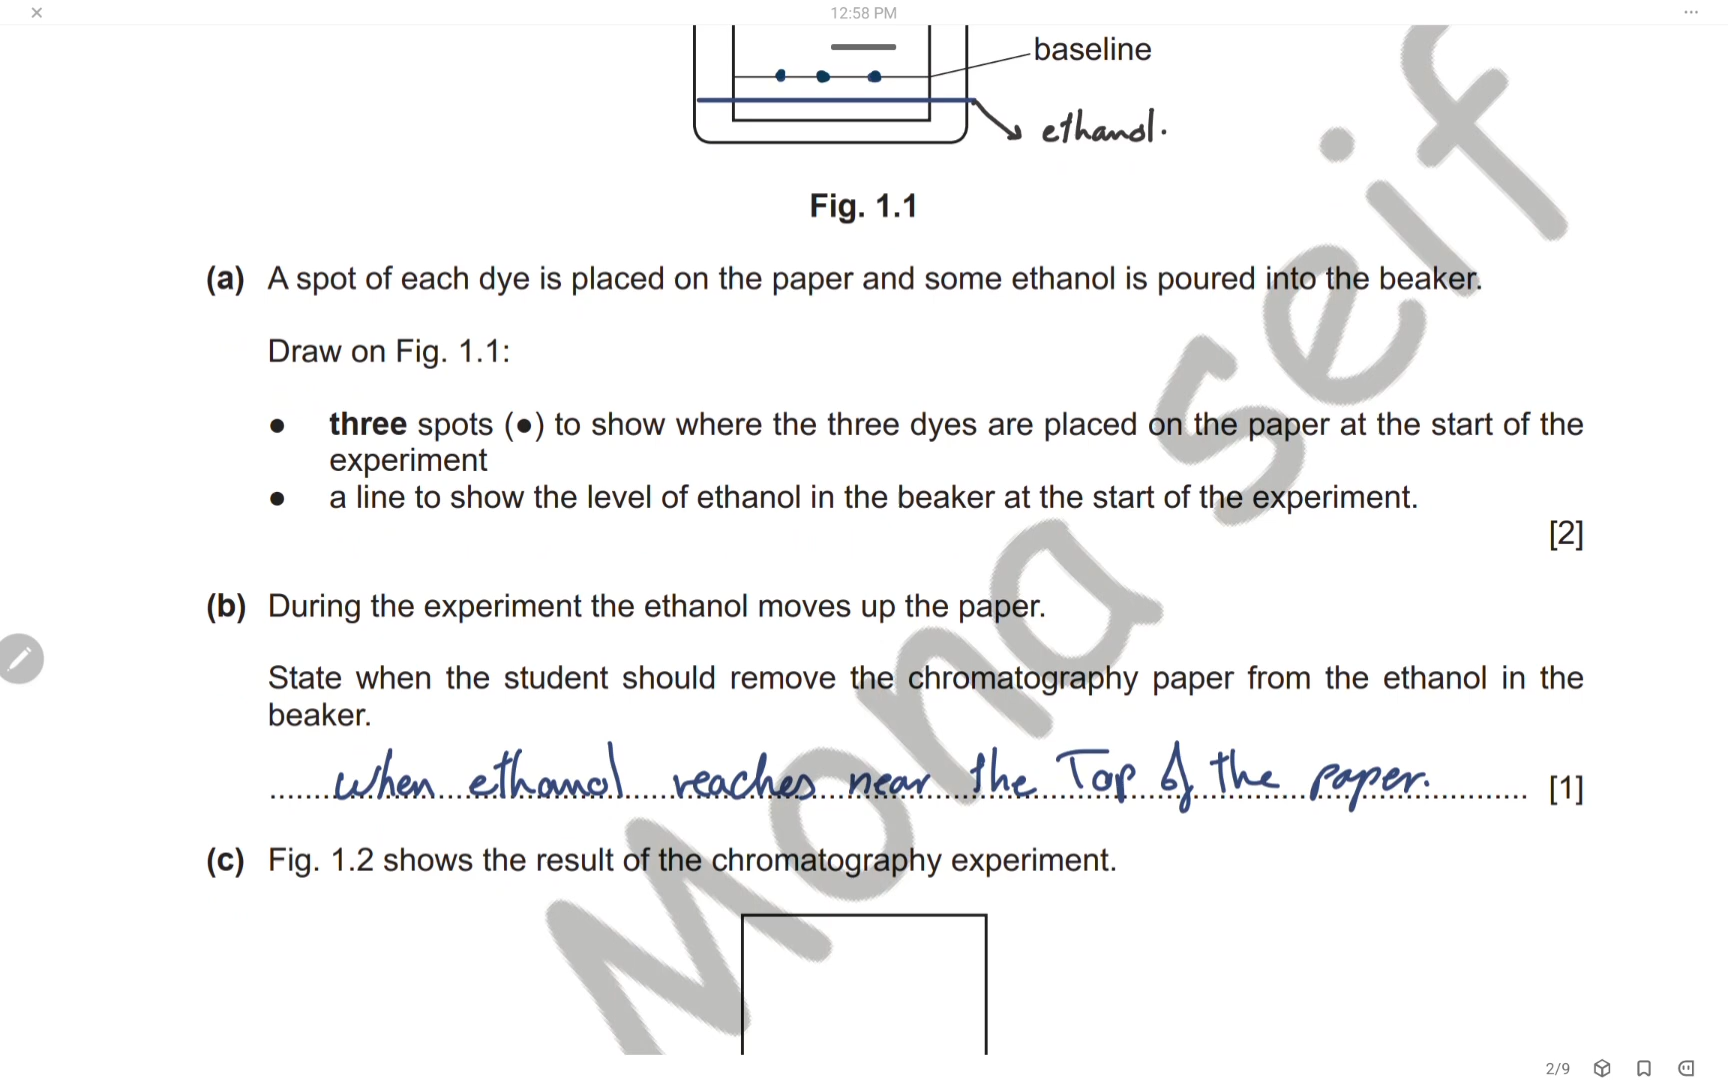 12:58 PM
baseline
ethanol.
Fig. 1.1
(a) A spot of each dye is placed on the paper and some ethanol is poured into the beaker.
Draw on Fig. 1.1:
● three spots (●) to show where the three dyes are placed on the paper at the start of the
experiment
● a line to show the level of ethanol in the beaker at the start of the experiment.
[2]
(b) During the experiment the ethanol moves up the paper.
State when the student should remove the chromatography paper from the ethanol in the
beaker.
when ethanol reaches near the Top of the paper. [1]
(c) Fig. 1.2 shows the result of the chromatography experiment.
Mona seif
2/9